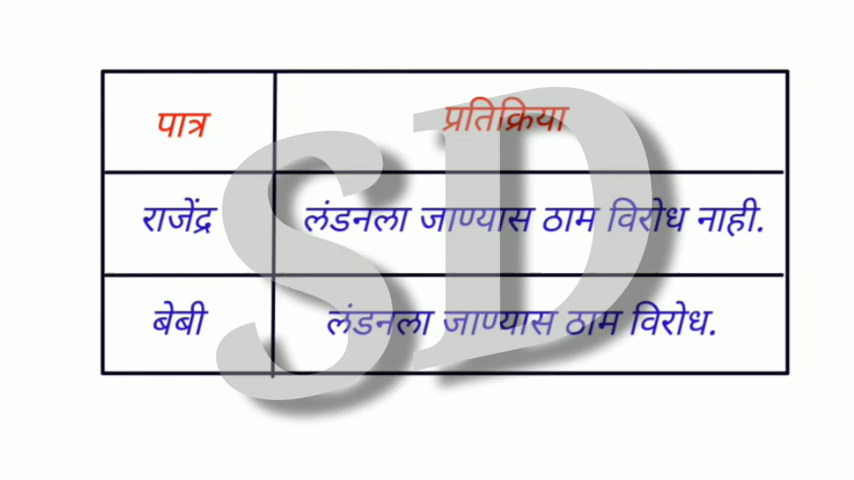 पात्र प्रतिक्रिया
राजेंद्र लंडनला जाण्यास ठाम विरोध नाही.
बेबी लंडनला जाण्यास ठाम विरोध.
SD